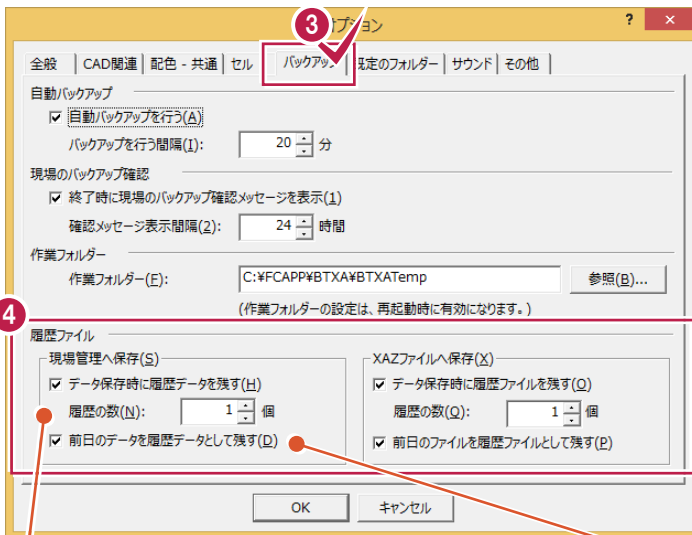 3
オプション
? ×
全般 CAD関連 配色 - 共通 セル バックアップ 既定のフォルダー サウンド その他
自動バックアップ
自動バックアップを行う(A)
バックアップを行う間隔(I): 20 分
現場のバックアップ確認
終了時に現場のバックアップ確認メッセージを表示(1)
確認メッセージ表示間隔(2): 24 時間
作業フォルダー
作業フォルダー(F): C:¥FCAPP¥BTXA¥BTXATemp 参照(B)...
(作業フォルダーの設定は、再起動時に有効になります。)
4
履歴ファイル
現場管理へ保存(S)
データ保存時に履歴データを残す(H)
履歴の数(N): 1 個
前日のデータを履歴データとして残す(D)
XAZファイルへ保存(X)
データ保存時に履歴ファイルを残す(O)
履歴の数(Q): 1 個
前日のファイルを履歴ファイルとして残す(P)
OK キャンセル